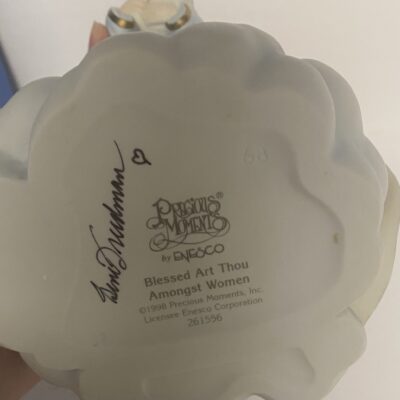 PRECIOUS
MOMENTS®
by ENESCO
Blessed Art Thou
Amongst Women
©1998 Precious Moments, Inc.
Licensee Enesco Corporation
261556